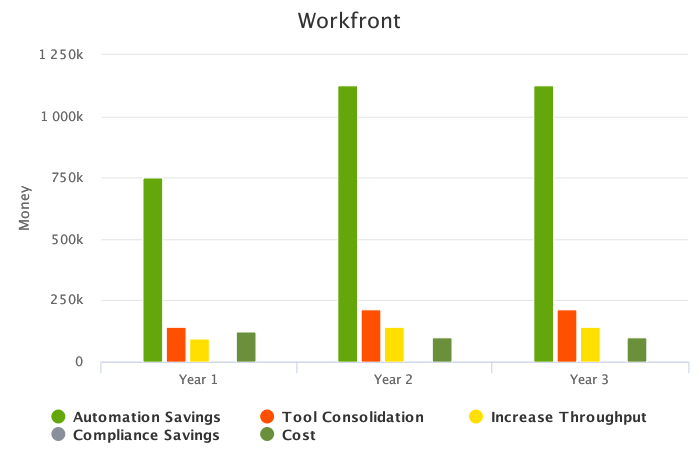 Workfront
1 250k
1 000k
750k
500k
250k
0
Money
Year 1 Year 2 Year 3
Automation Savings Tool Consolidation Increase Throughput
Compliance Savings Cost